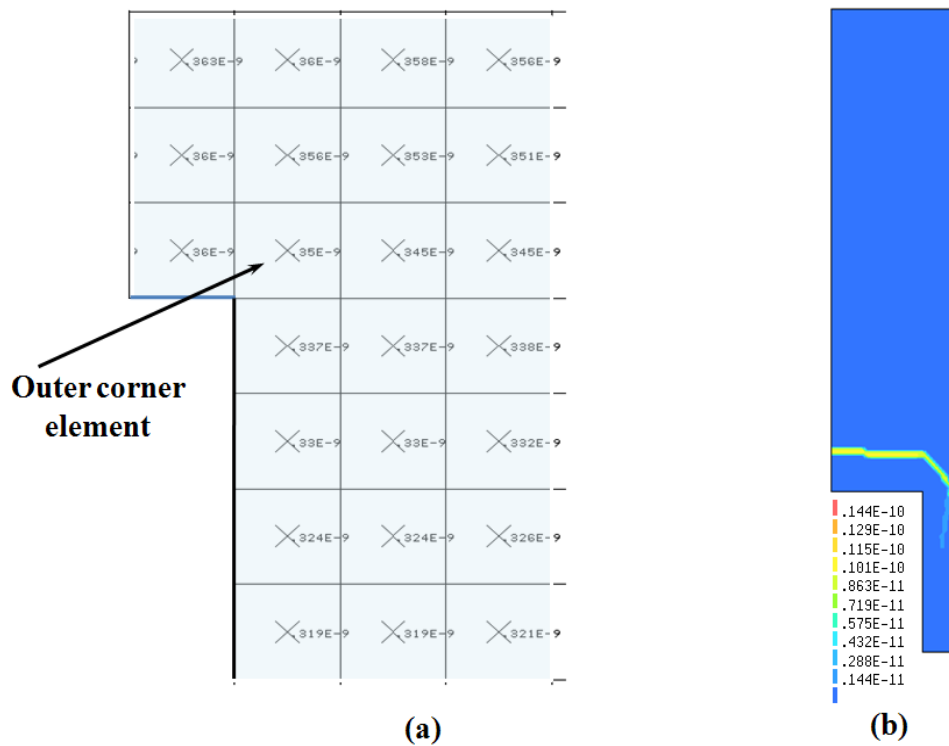 .363E-9 .36E-9 .358E-9 .356E-9
.36E-9 .356E-9 .353E-9 .351E-9
.36E-9 .35E-9 .345E-9 .345E-9
.337E-9 .337E-9 .338E-9
Outer corner
element
.33E-9 .33E-9 .332E-9
.324E-9 .324E-9 .326E-9
.319E-9 .319E-9 .321E-9
(a)
.144E-10
.129E-10
.115E-10
.101E-10
.863E-11
.719E-11
.575E-11
.432E-11
.288E-11
.144E-11
(b)